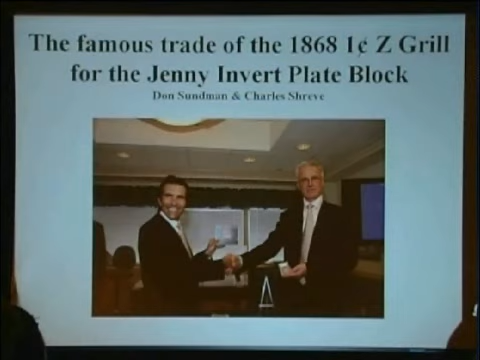 The famous trade of the 1868 1¢ Z Grill
for the Jenny Invert Plate Block
Don Sundman & Charles Shreve